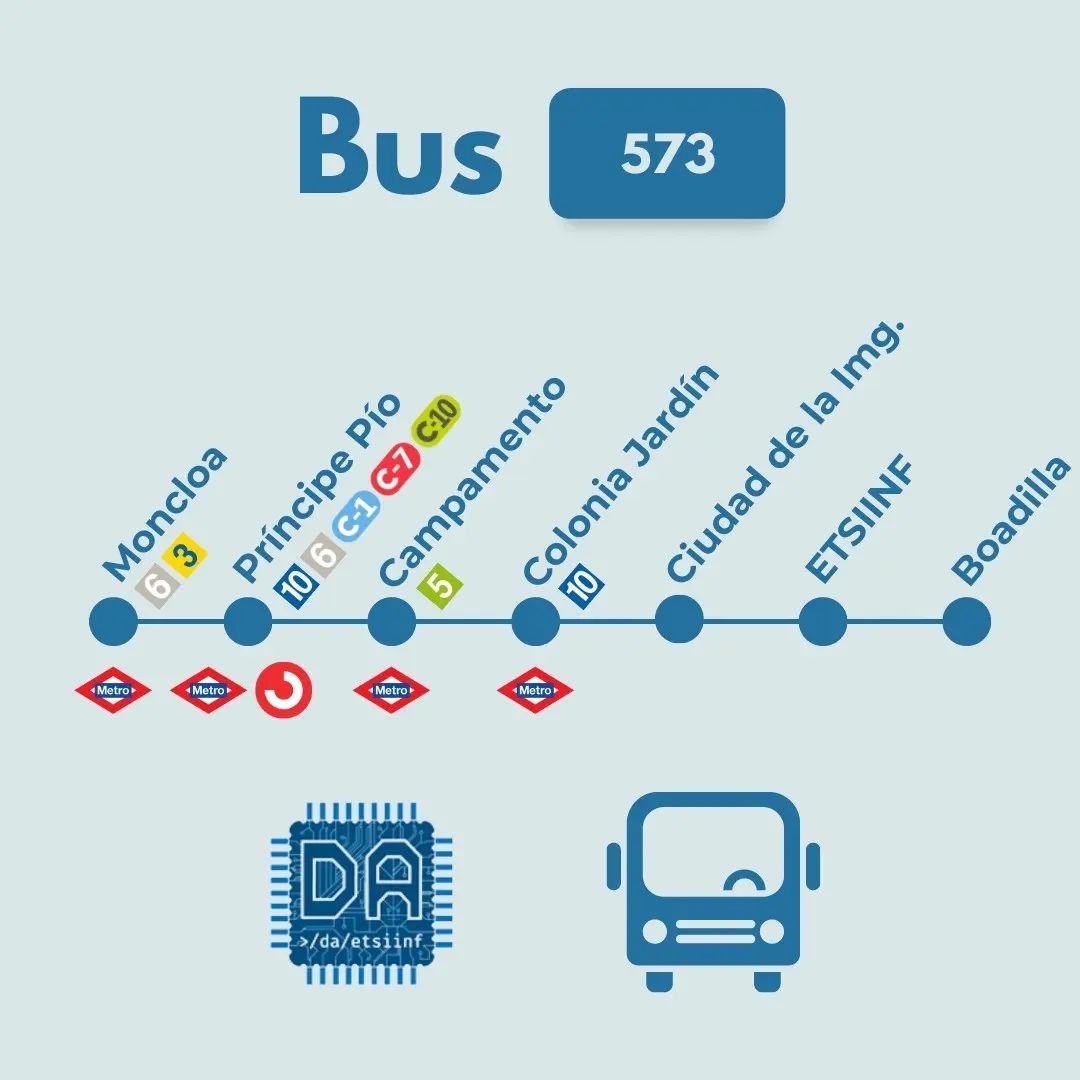 Bus
573
Moncloa
6 3
Príncipe Pío
10 6 C-1 C-7 C-10
Campamento
5
Colonia Jardín
10
Ciudad de la Img.
ETSIINF
Boadilla
Metro
Metro
Metro
Metro
DA
>/da/etsiinf